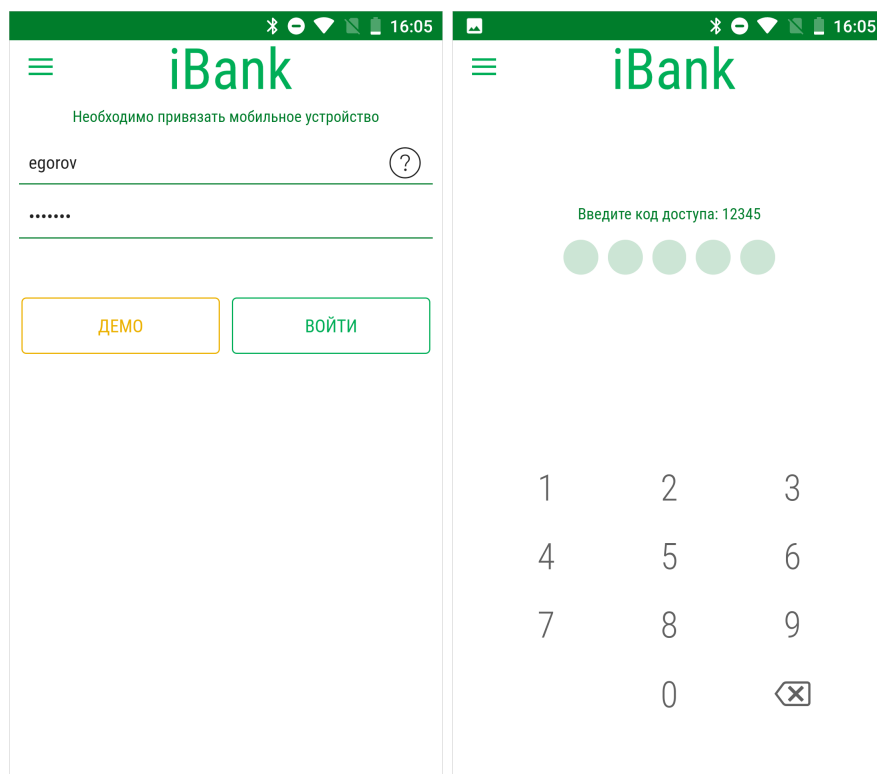 16:05
iBank
Необходимо привязать мобильное устройство
egorov
?
•••••••
ДЕМО ВОЙТИ
16:05
iBank
Введите код доступа: 12345
1 2 3
4 5 6
7 8 9
0